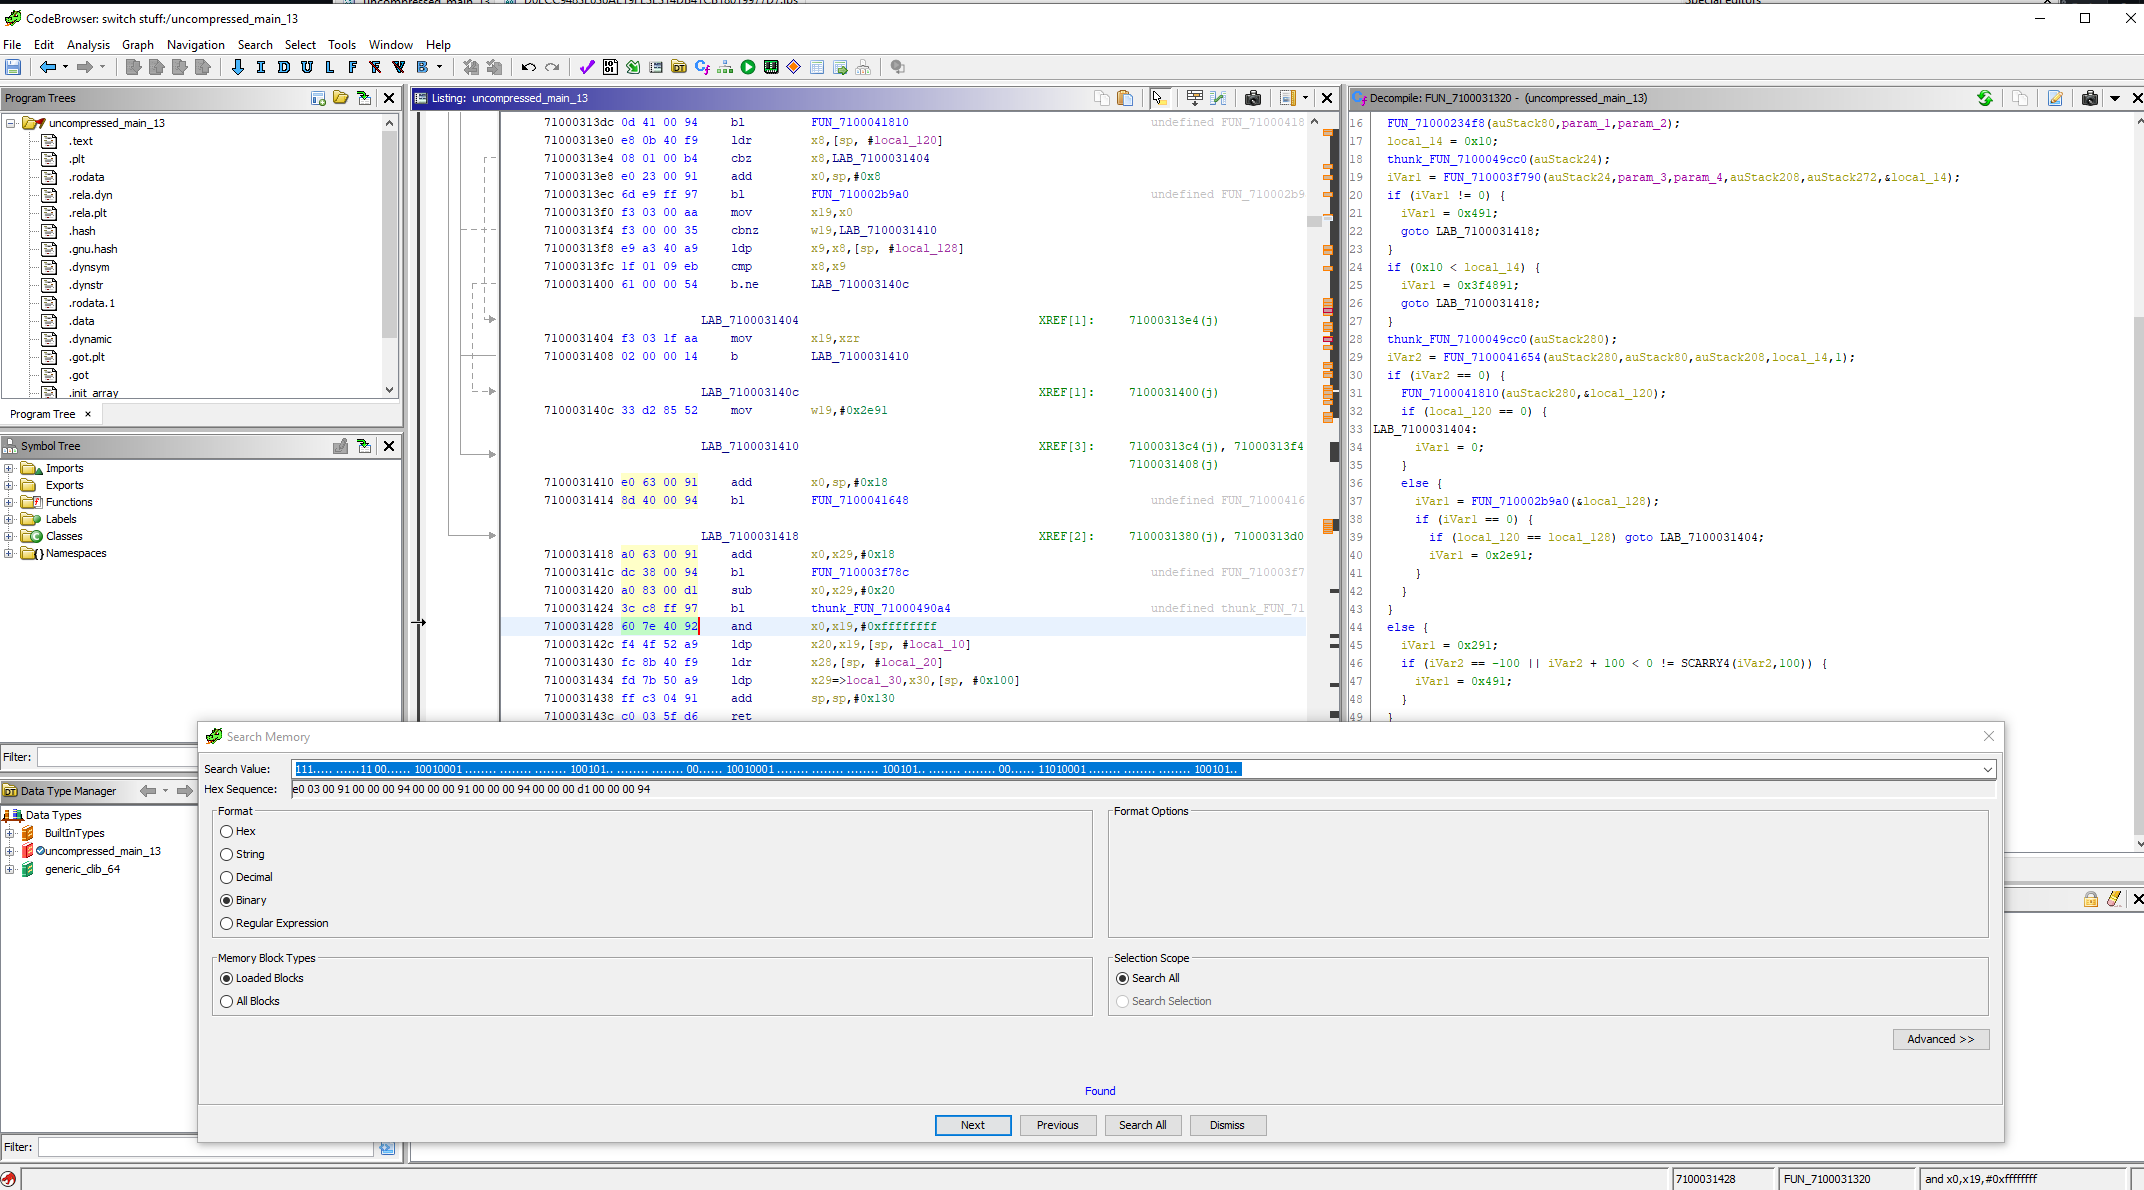 CodeBrowser: switch stuff:/uncompressed_main_13
File Edit Analysis Graph Navigation Search Select Tools Window Help
Program Trees
uncompressed_main_13
.text
.plt
.rodata
.rela.dyn
.rela.plt
.hash
.gnu.hash
.dynsym
.dynstr
.rodata.1
.data
.dynamic
.got.plt
.got
.init_array
Program Tree ×
Symbol Tree
Imports
Exports
Functions
Labels
Classes
Namespaces
Filter:
Data Type Manager
Data Types
BuiltInTypes
uncompressed_main_13
generic_clib_64
Filter:
Listing: uncompressed_main_13
71000313dc 0d 41 00 94 bl FUN_7100041810 undefined FUN_71000418
71000313e0 e8 0b 40 f9 ldr x8,[sp, #local_120]
71000313e4 08 01 00 b4 cbz x8,LAB_7100031404
71000313e8 e0 23 00 91 add x0,sp,#0x8
71000313ec 6d e9 ff 97 bl FUN_710002b9a0 undefined FUN_710002b9
71000313f0 f3 03 00 aa mov x19,x0
71000313f4 f3 00 00 35 cbnz w19,LAB_7100031410
71000313f8 e9 a3 40 a9 ldp x9,x8,[sp, #local_128]
71000313fc 1f 01 09 eb cmp x8,x9
7100031400 61 00 00 54 b.ne LAB_710003140c
LAB_7100031404 XREF[1]: 71000313e4(j)
7100031404 f3 03 1f aa mov x19,xzr
7100031408 02 00 00 14 b LAB_7100031410
LAB_710003140c XREF[1]: 7100031400(j)
710003140c 33 d2 85 52 mov w19,#0x2e91
LAB_7100031410 XREF[3]: 71000313c4(j), 71000313f4
7100031408(j)
7100031410 e0 63 00 91 add x0,sp,#0x18
7100031414 8d 40 00 94 bl FUN_7100041648 undefined FUN_71000416
LAB_7100031418 XREF[2]: 7100031380(j), 71000313d0
7100031418 a0 63 00 91 add x0,x29,#0x18
710003141c dc 38 00 94 bl FUN_710003f78c undefined FUN_710003f7
7100031420 a0 83 00 d1 sub x0,x29,#0x20
7100031424 3c c8 ff 97 bl thunk_FUN_71000490a4 undefined thunk_FUN_71
7100031428 60 7e 40 92 and x0,x19,#0xffffffff
710003142c f4 4f 52 a9 ldp x20,x19,[sp, #local_10]
7100031430 fc 8b 40 f9 ldr x28,[sp, #local_20]
7100031434 fd 7b 50 a9 ldp x29=>local_30,x30,[sp, #0x100]
7100031438 ff c3 04 91 add sp,sp,#0x130
710003143c c0 03 5f d6 ret
Decompile: FUN_7100031320 - (uncompressed_main_13)
16 FUN_71000234f8(auStack80,param_1,param_2);
17 local_14 = 0x10;
18 thunk_FUN_7100049cc0(auStack24);
19 iVar1 = FUN_710003f790(auStack24,param_3,param_4,auStack208,auStack272,&local_14);
20 if (iVar1 != 0) {
21 iVar1 = 0x491;
22 goto LAB_7100031418;
23 }
24 if (0x10 < local_14) {
25 iVar1 = 0x3f4891;
26 goto LAB_7100031418;
27 }
28 thunk_FUN_7100049cc0(auStack280);
29 iVar2 = FUN_7100041654(auStack280,auStack80,auStack208,local_14,1);
30 if (iVar2 == 0) {
31 FUN_7100041810(auStack280,&local_120);
32 if (local_120 == 0) {
33 LAB_7100031404:
34 iVar1 = 0;
35 }
36 else {
37 iVar1 = FUN_710002b9a0(&local_128);
38 if (iVar1 == 0) {
39 if (local_120 == local_128) goto LAB_7100031404;
40 iVar1 = 0x2e91;
41 }
42 }
43 }
44 else {
45 iVar1 = 0x291;
46 if (iVar2 == -100 || iVar2 + 100 < 0 != SCARRY4(iVar2,100)) {
47 iVar1 = 0x491;
48 }
49 }
Search Memory
Search Value: 111..... ......11 00...... 10010001 ........ ........ ........ 100101.. ........ ........ 00...... 10010001 ........ ........ ........ 100101.. ........ ........ 00...... 11010001 ........ ........ ........ 100101..
Hex Sequence: e0 03 00 91 00 00 00 94 00 00 00 91 00 00 00 94 00 00 00 d1 00 00 00 94
Format
Hex
String
Decimal
Binary
Regular Expression
Format Options
Memory Block Types
Loaded Blocks
All Blocks
Selection Scope
Search All
Search Selection
Advanced >>
Found
Next Previous Search All Dismiss
7100031428 FUN_7100031320 and x0,x19,#0xffffffff